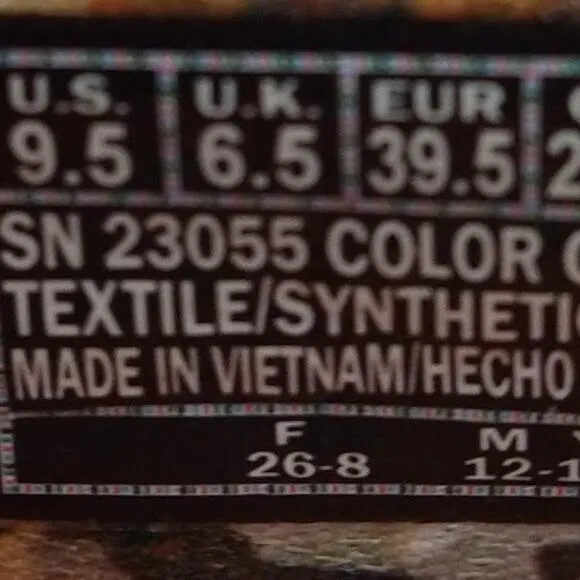 U.S. U.K. EUR
9.5 6.5 39.5 2
SN 23055 COLOR
TEXTILE/SYNTHETI
MADE IN VIETNAM/HECHO
F M
26-8 12-1